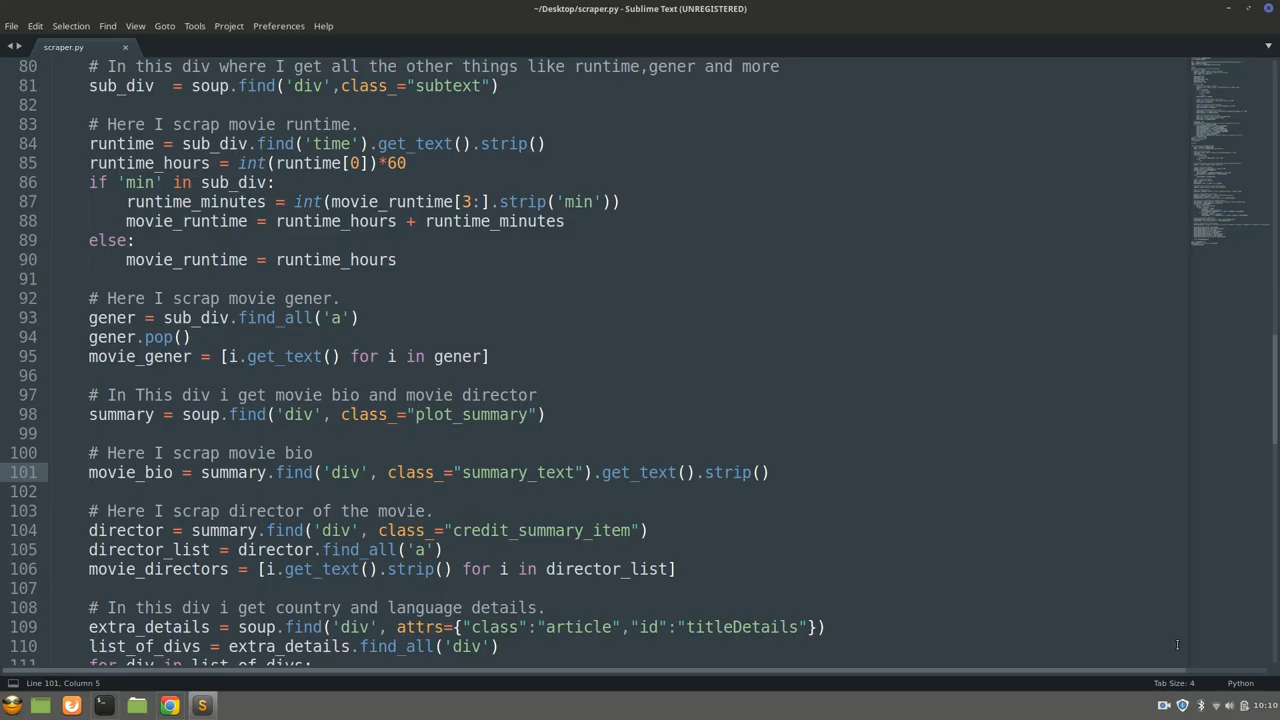 ~/Desktop/scraper.py - Sublime Text (UNREGISTERED)
File Edit Selection Find View Goto Tools Project Preferences Help
scraper.py
80 # In this div where I get all the other things like runtime,gener and more
81 sub_div  = soup.find('div',class_="subtext")
82
83 # Here I scrap movie runtime.
84 runtime = sub_div.find('time').get_text().strip()
85 runtime_hours = int(runtime[0])*60
86 if 'min' in sub_div:
87     runtime_minutes = int(movie_runtime[3:].strip('min'))
88     movie_runtime = runtime_hours + runtime_minutes
89 else:
90     movie_runtime = runtime_hours
91
92 # Here I scrap movie gener.
93 gener = sub_div.find_all('a')
94 gener.pop()
95 movie_gener = [i.get_text() for i in gener]
96
97 # In This div i get movie bio and movie director
98 summary = soup.find('div', class_="plot_summary")
99
100 # Here I scrap movie bio
101 movie_bio = summary.find('div', class_="summary_text").get_text().strip()
102
103 # Here I scrap director of the movie.
104 director = summary.find('div', class_="credit_summary_item")
105 director_list = director.find_all('a')
106 movie_directors = [i.get_text().strip() for i in director_list]
107
108 # In this div i get country and language details.
109 extra_details = soup.find('div', attrs={"class":"article","id":"titleDetails"})
110 list_of_divs = extra_details.find_all('div')
111 for div in list_of_divs:
Line 101, Column 5 Tab Size: 4 Python
10:10